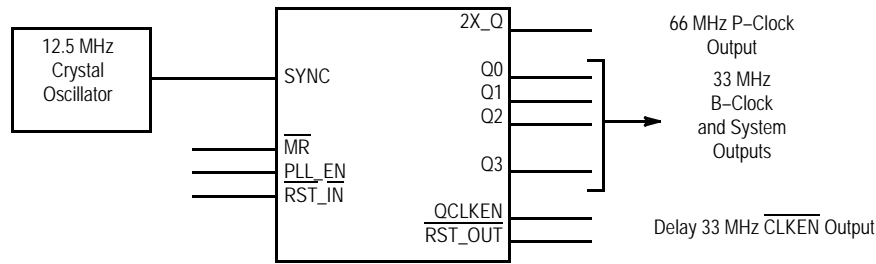 12.5 MHz
Crystal
Oscillator
SYNC
MR
PLL_EN
RST_IN
2X_Q
Q0
Q1
Q2
Q3
QCLKEN
RST_OUT
66 MHz P–Clock
Output
33 MHz
B–Clock
and System
Outputs
Delay 33 MHz CLKEN Output